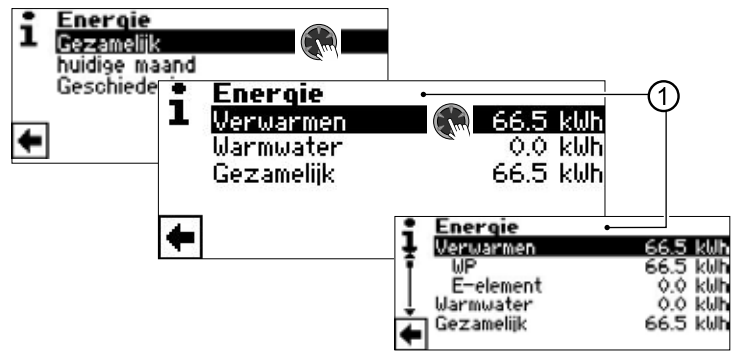 Energie
Gezamelijk
huidige maand
Energie
Verwarmen 66.5 kWh
Warmwater 0.0 kWh
Gezamelijk 66.5 kWh
1
Energie
Verwarmen 66.5 kWh
WP 66.5 kWh
E-element 0.0 kWh
Warmwater 0.0 kWh
Gezamelijk 66.5 kWh